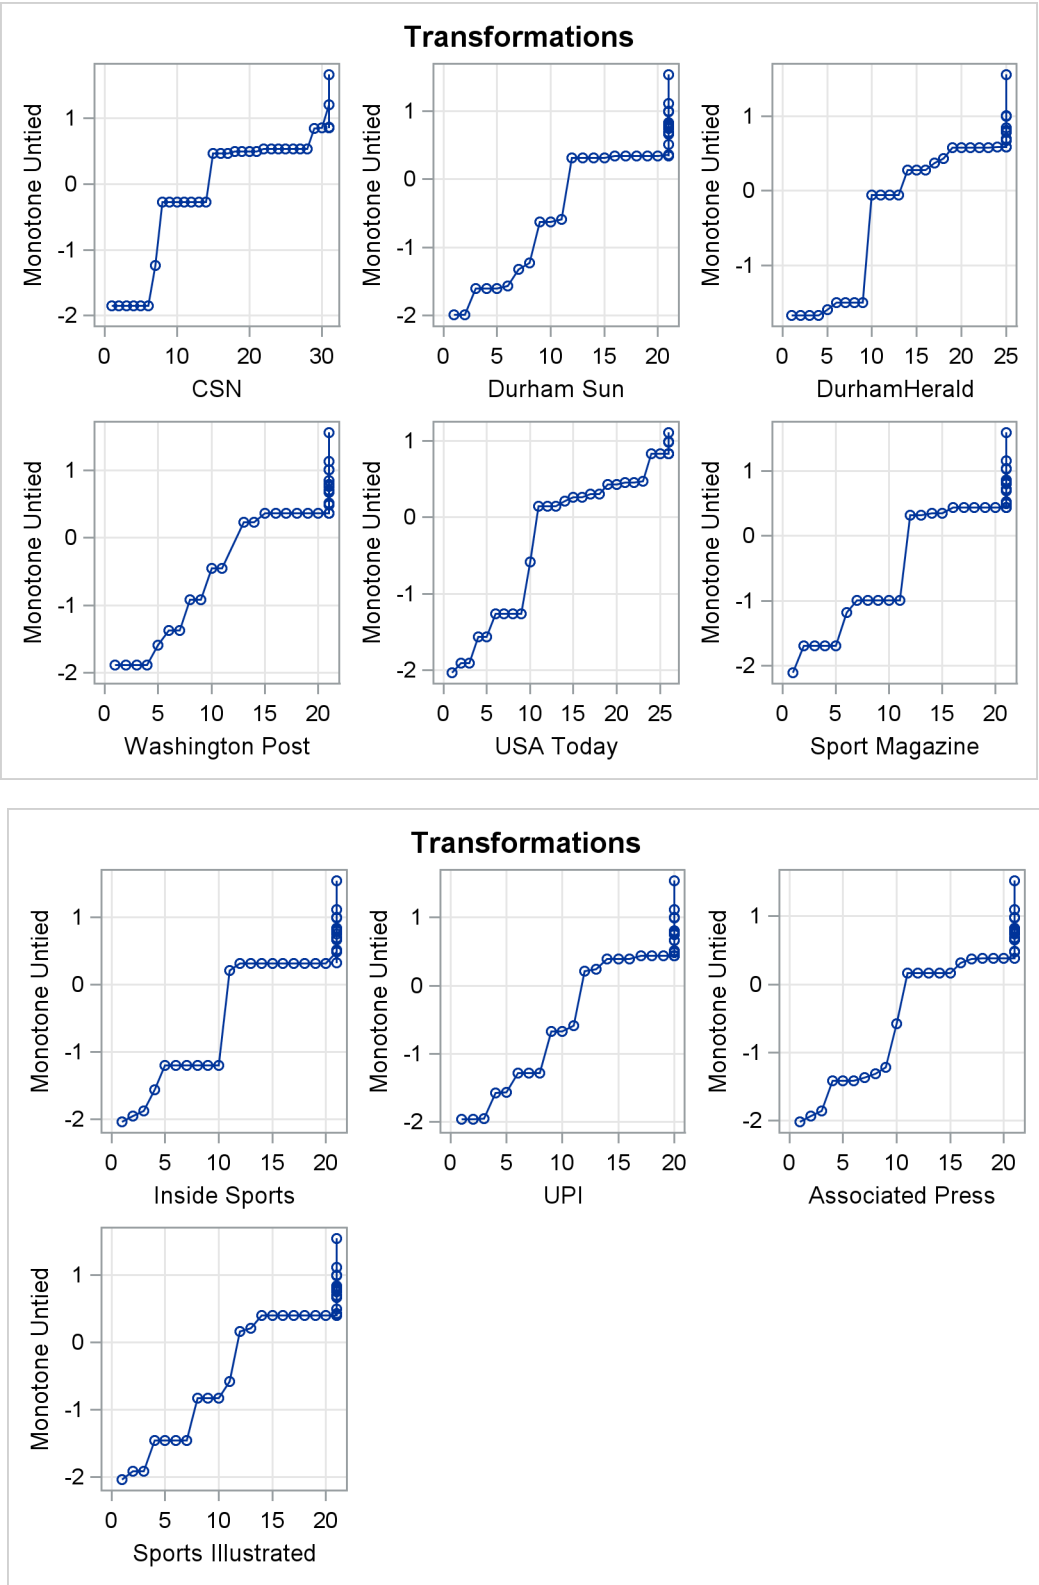 Transformations
Monotone Untied
1
0
-1
-2
0 10 20 30
CSN
Monotone Untied
1
0
-1
-2
0 5 10 15 20
Durham Sun
Monotone Untied
1
0
-1
0 5 10 15 20 25
DurhamHerald
Monotone Untied
1
0
-1
-2
0 5 10 15 20
Washington Post
Monotone Untied
1
0
-1
-2
0 5 10 15 20 25
USA Today
Monotone Untied
1
0
-1
-2
0 5 10 15 20
Sport Magazine
Transformations
Monotone Untied
1
0
-1
-2
0 5 10 15 20
Inside Sports
Monotone Untied
1
0
-1
-2
0 5 10 15 20
UPI
Monotone Untied
1
0
-1
-2
0 5 10 15 20
Associated Press
Monotone Untied
1
0
-1
-2
0 5 10 15 20
Sports Illustrated